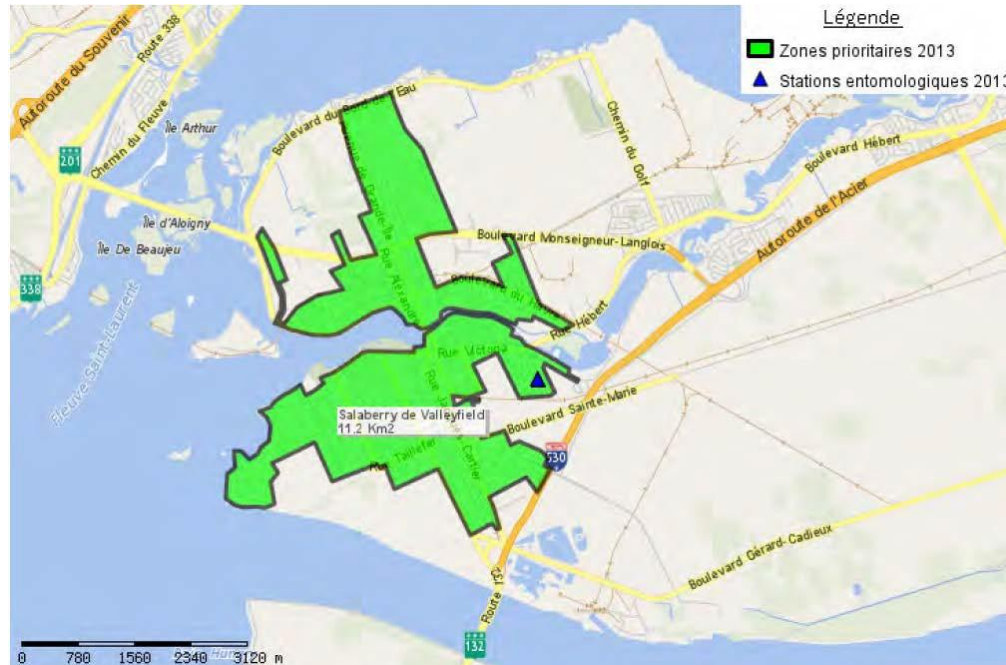 Légende
Zones prioritaires 2013
Stations entomologiques 2013
Autoroute du Souvenir
Route 338
Chemin du Fleuve
201
Île Arthur
Île d'Aloigny
Île De Beaujeu
338
Fleuve Saint-Laurent
Boulevard du Bord de l'Eau
Chemin du Golf
Boulevard Hébert
Autoroute de l'Acier
Boulevard Monseigneur-Langlois
Rue Alexandre
Boulevard du Havre
Rue Hébert
Rue Victoria
Rue Jacques-Cartier
Salaberry de Valleyfield
11.2 Km2
Boulevard Sainte-Marie
Rue Taillefer
530
Boulevard Gérard-Cadieux
Route 132
132
0 780 1560 2340 3120 m